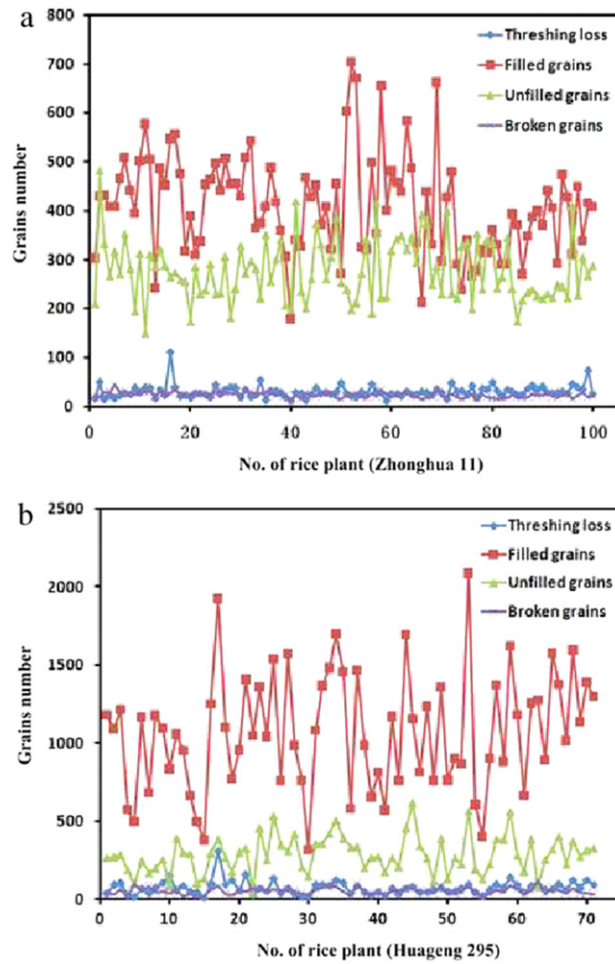 a
800
700
600
500
400
300
200
100
0
Threshing loss
Filled grains
Unfilled grains
Broken grains
Grains number
0 20 40 60 80 100
No. of rice plant (Zhonghua 11)
b
2500
2000
1500
1000
500
0
Threshing loss
Filled grains
Unfilled grains
Broken grains
Grains number
0 10 20 30 40 50 60 70
No. of rice plant (Huageng 295)